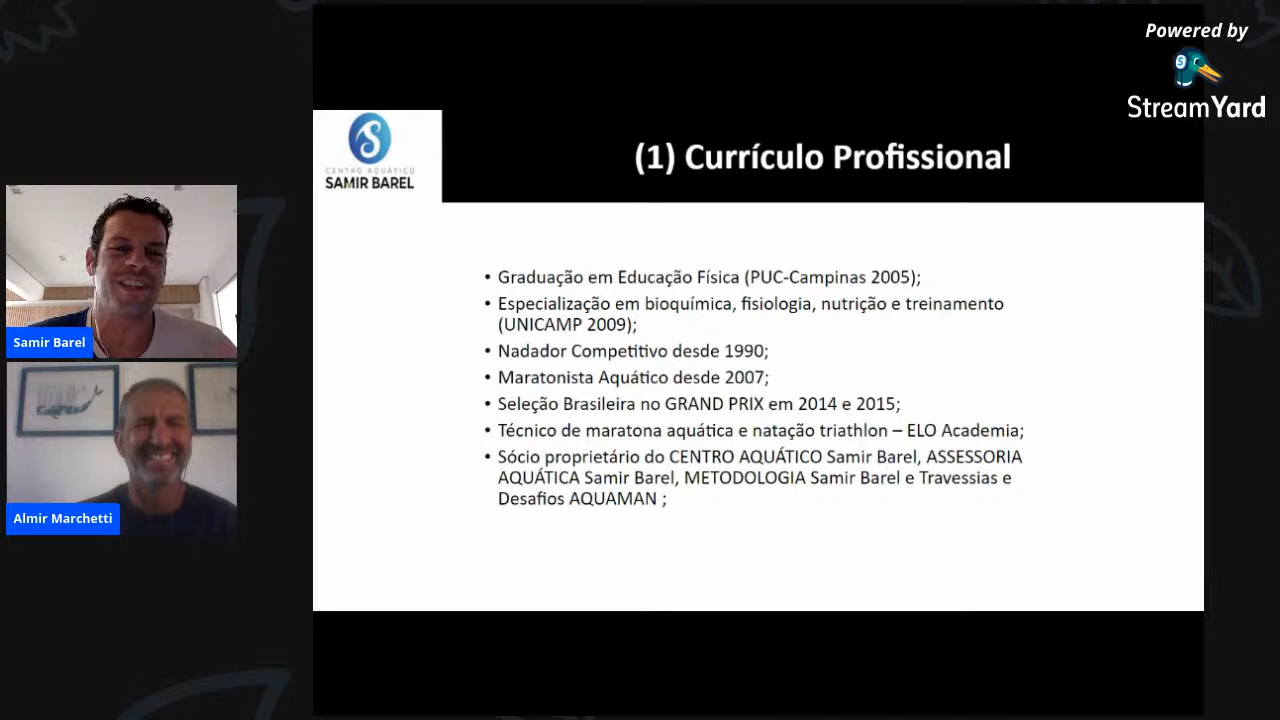 Powered by
StreamYard
CENTRO AQUÁTICO
SAMIR BAREL
(1) Currículo Profissional
• Graduação em Educação Física (PUC-Campinas 2005);
• Especialização em bioquímica, fisiologia, nutrição e treinamento
(UNICAMP 2009);
• Nadador Competitivo desde 1990;
• Maratonista Aquático desde 2007;
• Seleção Brasileira no GRAND PRIX em 2014 e 2015;
• Técnico de maratona aquática e natação triathlon – ELO Academia;
• Sócio proprietário do CENTRO AQUÁTICO Samir Barel, ASSESSORIA
AQUÁTICA Samir Barel, METODOLOGIA Samir Barel e Travessias e
Desafios AQUAMAN ;
Samir Barel
Almir Marchetti